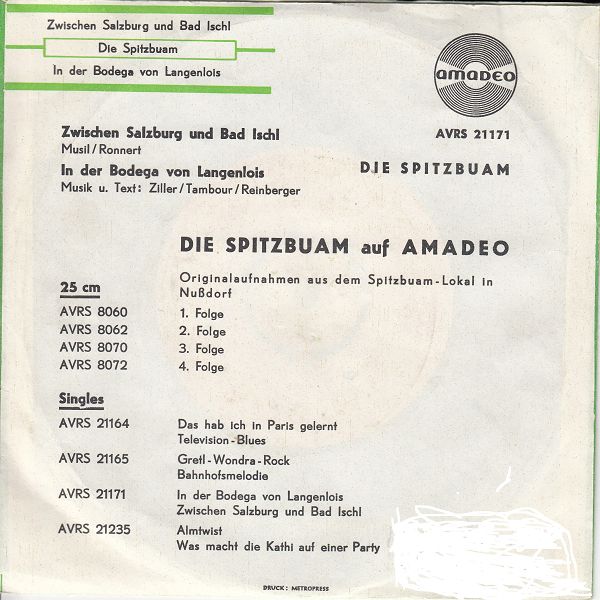 Zwischen Salzburg und Bad Ischl
Die Spitzbuam
In der Bodega von Langenlois
amadeo
AVRS 21171
Zwischen Salzburg und Bad Ischl
Musil/Ronnert
In der Bodega von Langenlois
DIE SPITZBUAM
Musik u. Text: Ziller/Tambour/Reinberger
DIE SPITZBUAM auf AMADEO
Originalaufnahmen aus dem Spitzbuam-Lokal in
Nußdorf
25 cm
AVRS 8060 1. Folge
AVRS 8062 2. Folge
AVRS 8070 3. Folge
AVRS 8072 4. Folge
Singles
AVRS 21164 Das hab ich in Paris gelernt
Television-Blues
AVRS 21165 Gretl-Wondra-Rock
Bahnhofsmelodie
AVRS 21171 In der Bodega von Langenlois
Zwischen Salzburg und Bad Ischl
AVRS 21235 Almtwist
Was macht die Kathi auf einer Party
DRUCK: METROPRESS